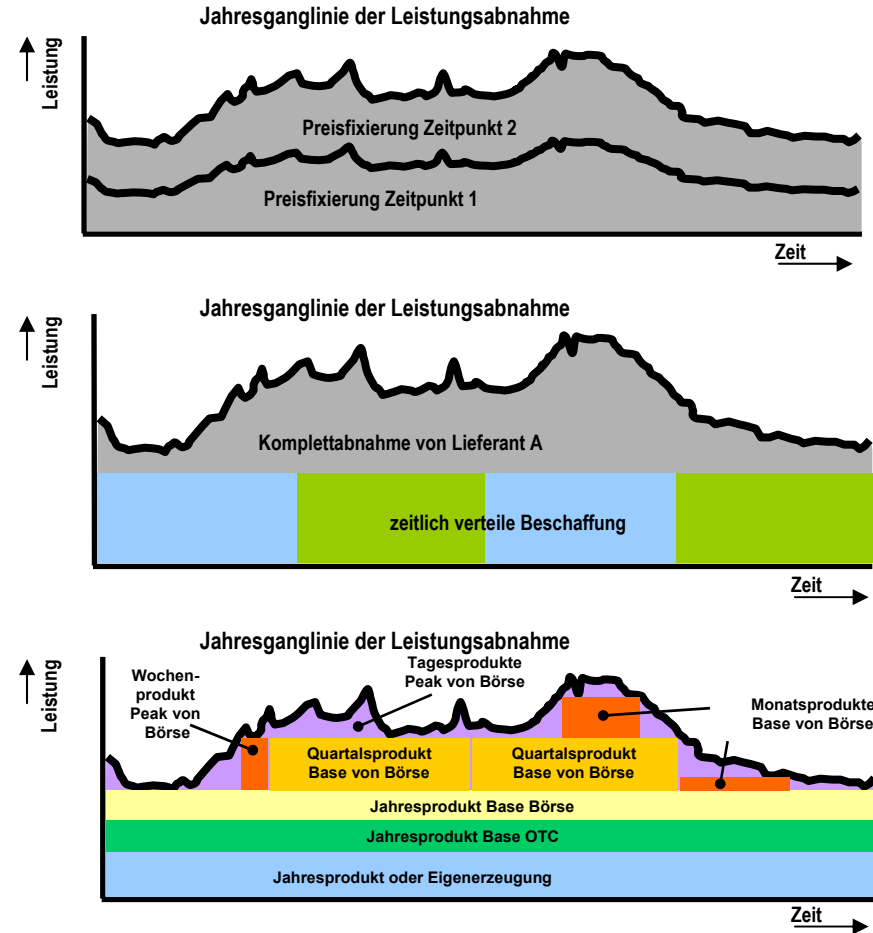 Jahresganglinie der Leistungsabnahme
Leistung
Preisfixierung Zeitpunkt 2
Preisfixierung Zeitpunkt 1
Zeit
Jahresganglinie der Leistungsabnahme
Leistung
Komplettabnahme von Lieferant A
zeitlich verteile Beschaffung
Zeit
Jahresganglinie der Leistungsabnahme
Leistung
Wochen-
produkt
Peak von
Börse
Tagesprodukte
Peak von Börse
Monatsprodukte
Base von Börse
Quartalsprodukt
Base von Börse
Quartalsprodukt
Base von Börse
Jahresprodukt Base Börse
Jahresprodukt Base OTC
Jahresprodukt oder Eigenerzeugung
Zeit